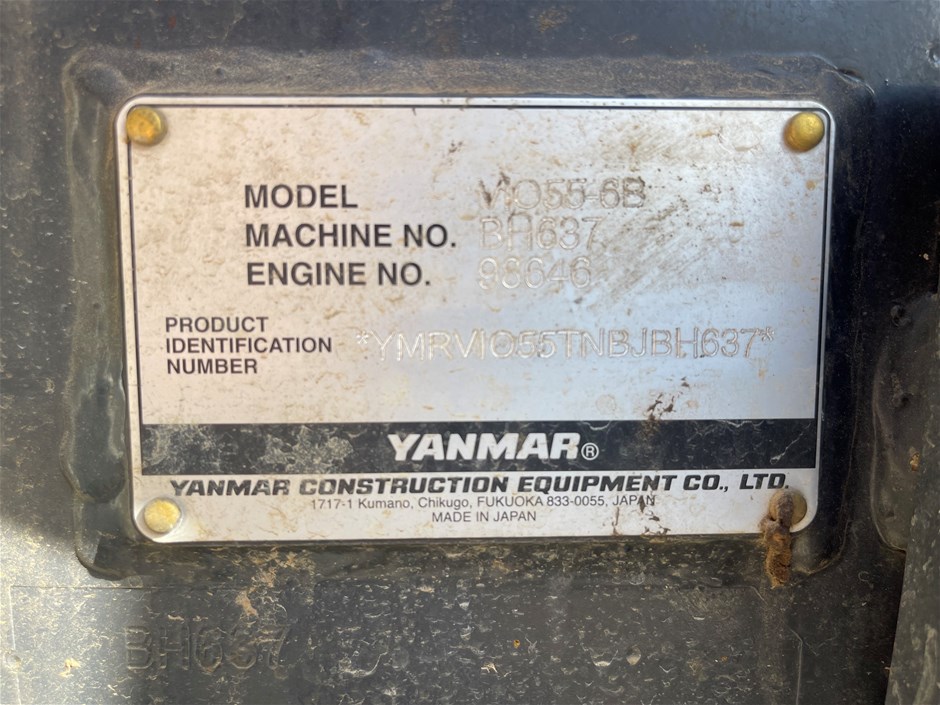 MODEL VIO55-6B
MACHINE NO. BH637
ENGINE NO. 98646
PRODUCT
IDENTIFICATION
NUMBER
*YMRVIO55TNBJBH637*
YANMAR®
YANMAR CONSTRUCTION EQUIPMENT CO., LTD.
1717-1 Kumano, Chikugo, FUKUOKA 833-0055, JAPAN
MADE IN JAPAN
BH637